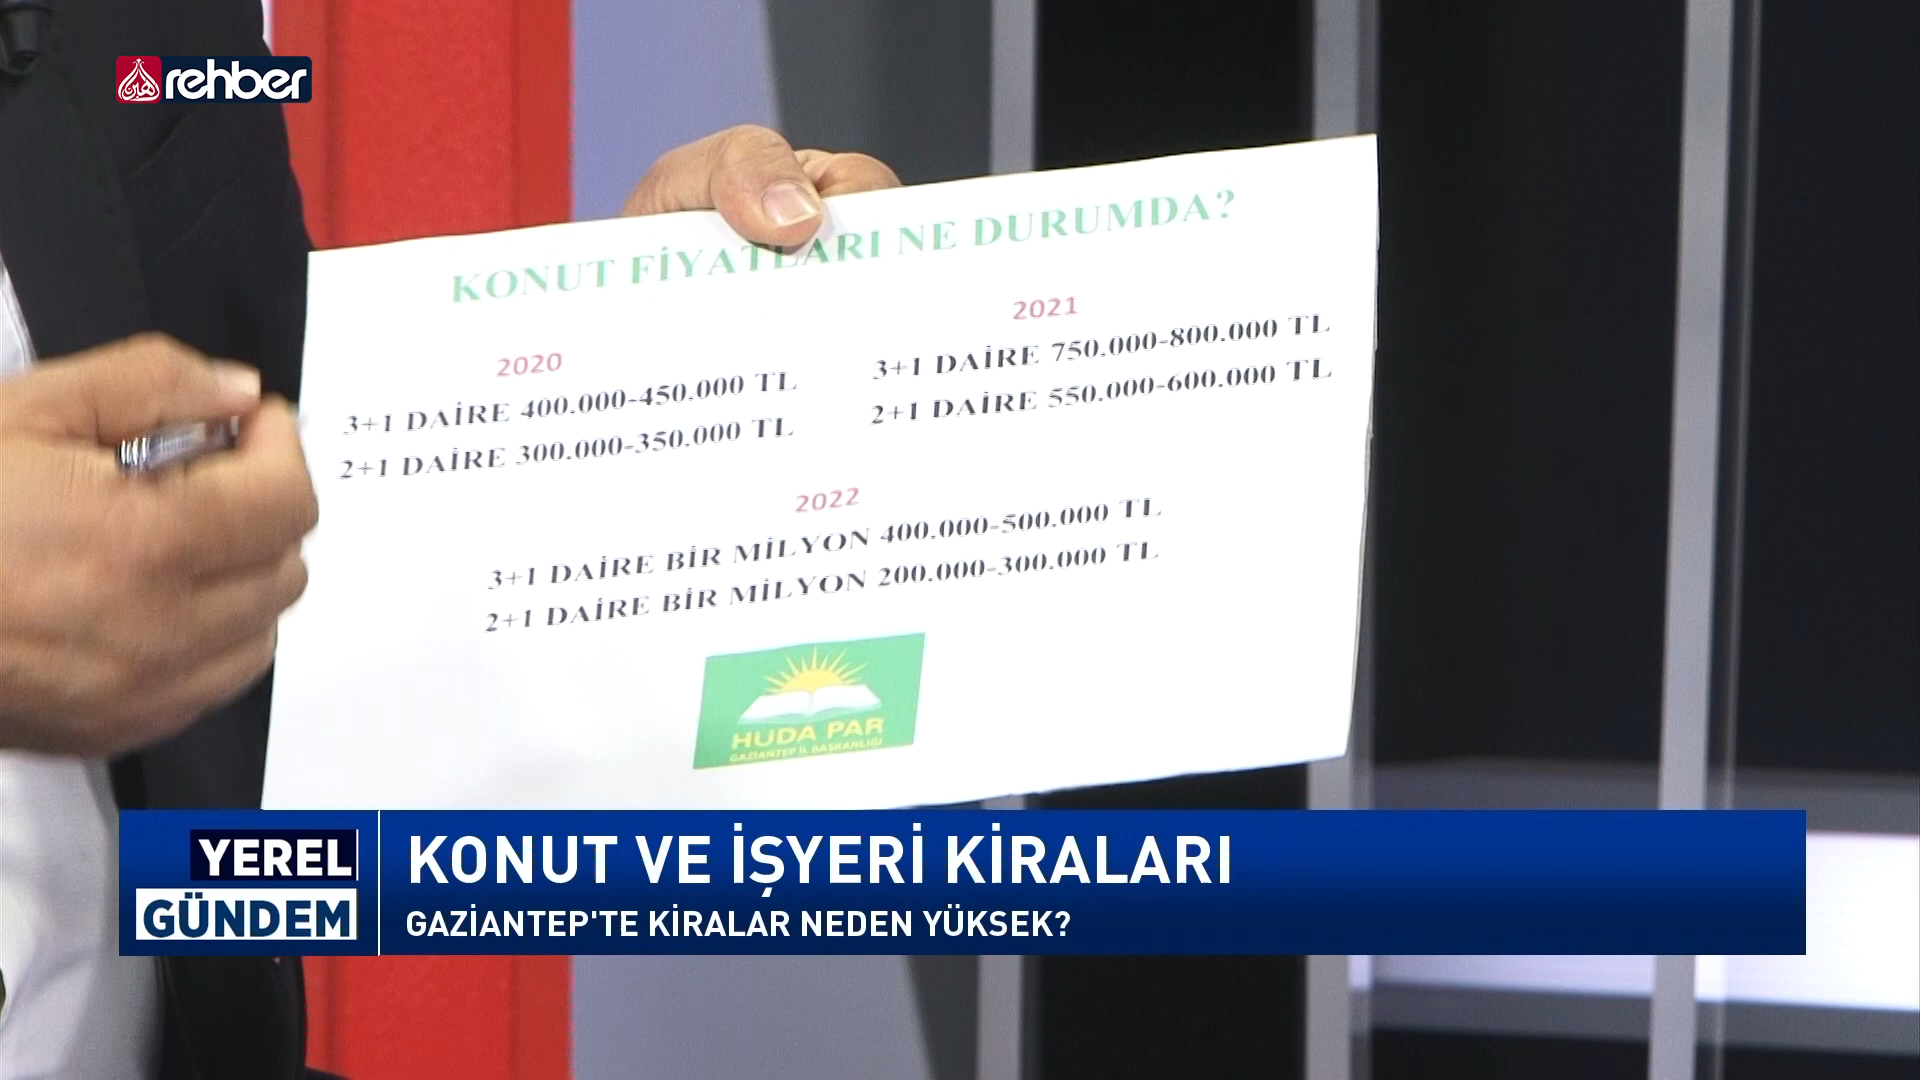 rehber
KONUT FİYATLARI NE DURUMDA?
2020
3+1 DAİRE 400.000-450.000 TL
2+1 DAİRE 300.000-350.000 TL
2021
3+1 DAİRE 750.000-800.000 TL
2+1 DAİRE 550.000-600.000 TL
2022
3+1 DAİRE BİR MİLYON 400.000-500.000 TL
2+1 DAİRE BİR MİLYON 200.000-300.000 TL
HÜDA PAR
GAZİANTEP İL BAŞKANLIĞI
YEREL
GÜNDEM
KONUT VE İŞYERİ KİRALARI
GAZİANTEP'TE KİRALAR NEDEN YÜKSEK?